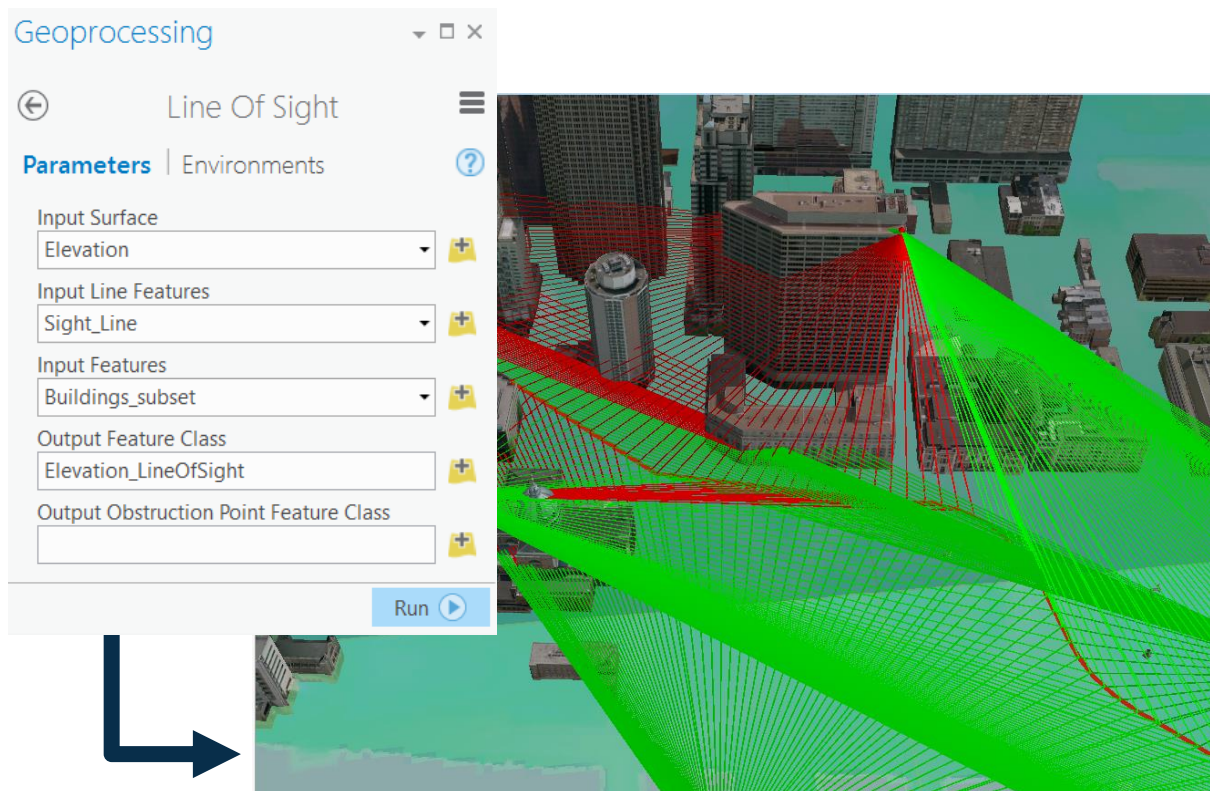 Geoprocessing
Line Of Sight
Parameters
Environments
Input Surface
Elevation
Input Line Features
Sight_Line
Input Features
Buildings_subset
Output Feature Class
Elevation_LineOfSight
Output Obstruction Point Feature Class
Run